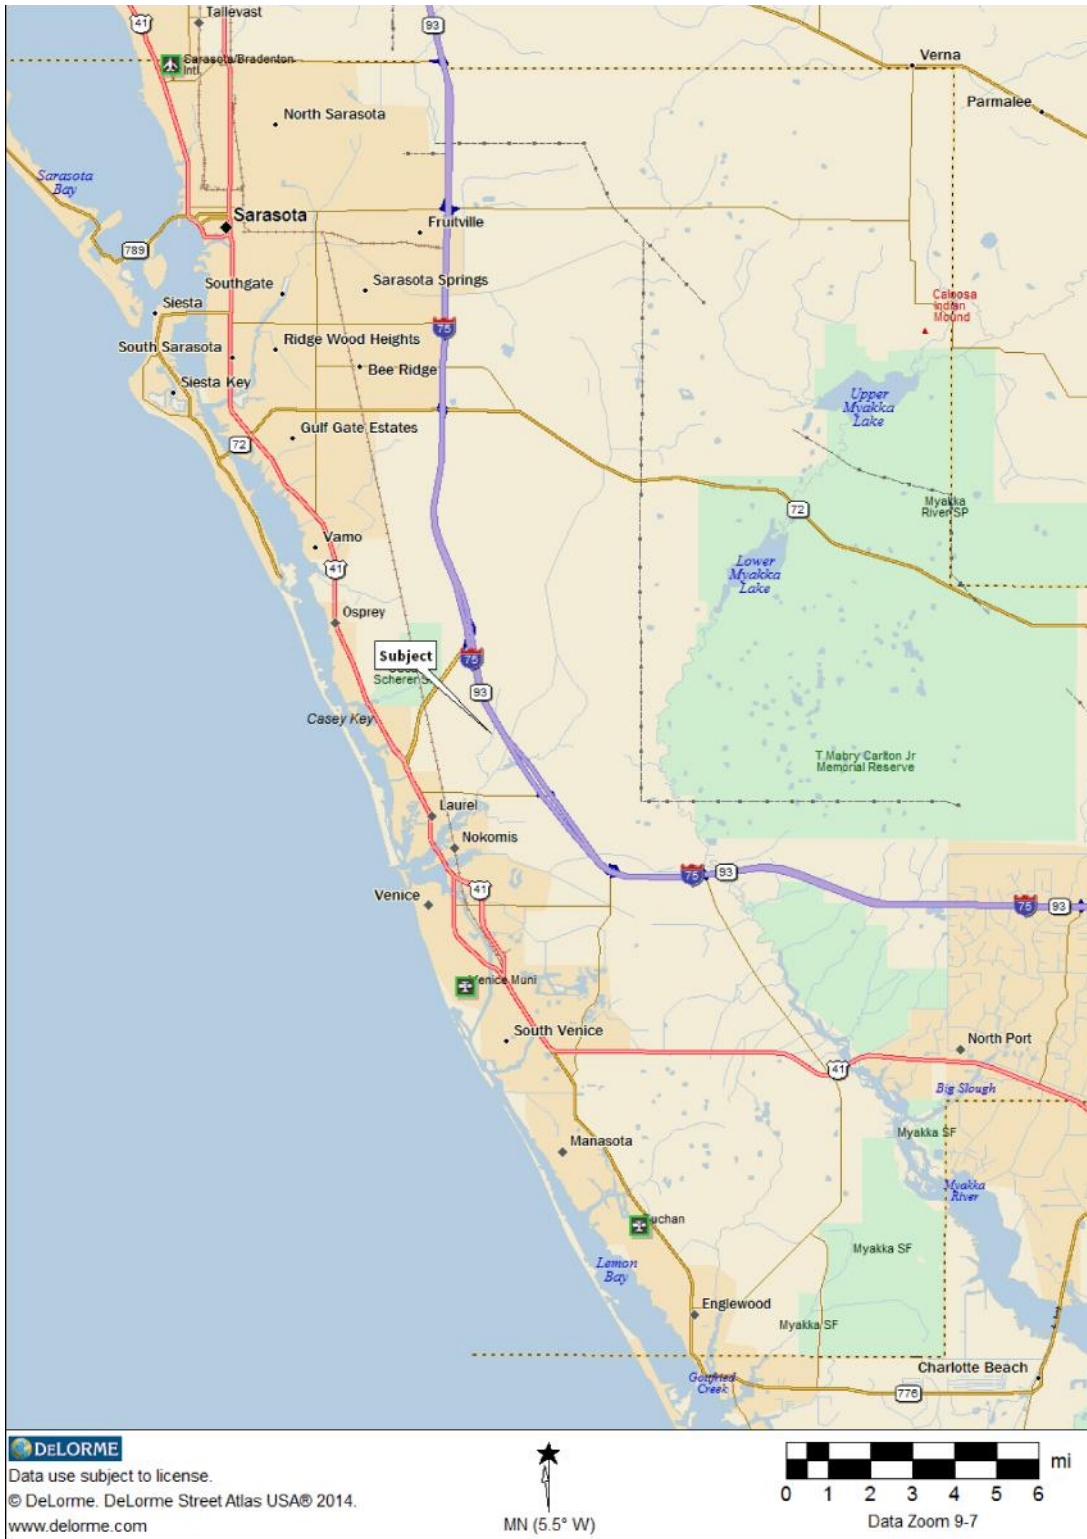 41
Tallevast
93
Sarasota/Bradenton
Intl
Verna
Parmalee
North Sarasota
Sarasota
Bay
Sarasota
Fruitville
789
Southgate
Sarasota Springs
Siesta
Caloosa
Indian
Mound
75
South Sarasota
Ridge Wood Heights
Bee Ridge
Siesta Key
Upper
Myakka
Lake
72
Gulf Gate Estates
Myakka
River SP
72
Vamo
41
Lower
Myakka
Lake
Osprey
Subject
75
Scherer S
93
Casey Key
T Mabry Carlton Jr
Memorial Reserve
Laurel
Nokomis
75
93
41
Venice
75
93
Venice Muni
South Venice
North Port
41
Big Slough
Myakka SF
Manasota
Myakka
River
Buchan
Myakka SF
Lemon
Bay
Englewood
Myakka SF
Charlotte Beach
Gottfried
Creek
776
DELORME
Data use subject to license.
© DeLorme. DeLorme Street Atlas USA® 2014.
www.delorme.com
MN (5.5° W)
mi
0 1 2 3 4 5 6
Data Zoom 9-7